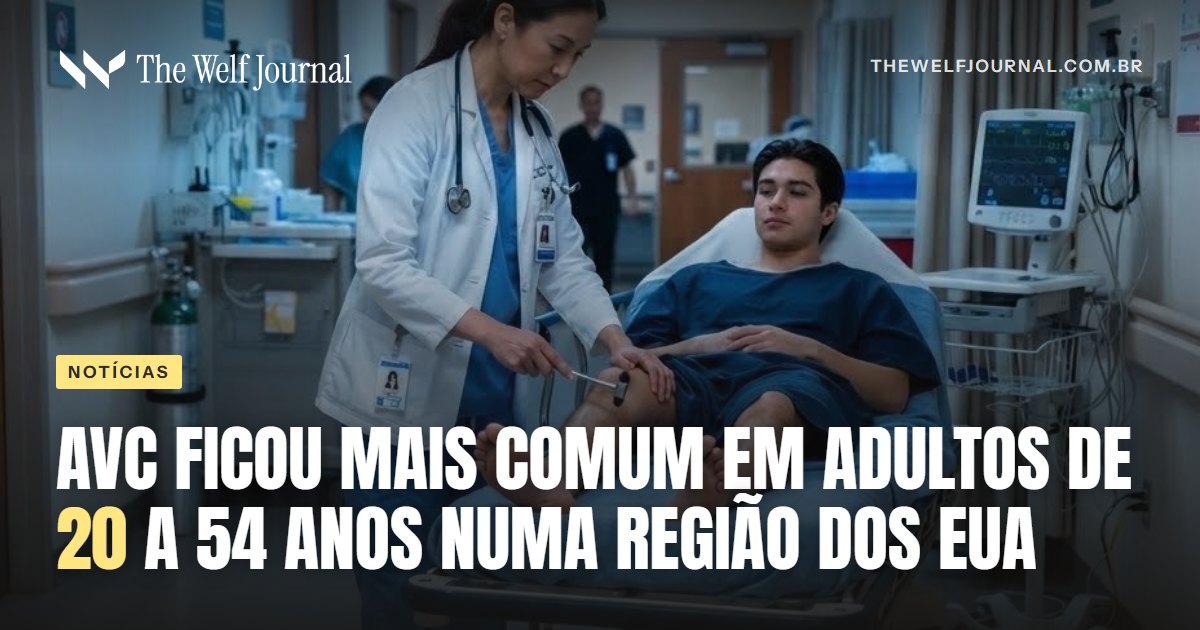 The Welf Journal
THEWELFJOURNAL.COM.BR
NOTÍCIAS
AVC FICOU MAIS COMUM EM ADULTOS DE
20 A 54 ANOS NUMA REGIÃO DOS EUA